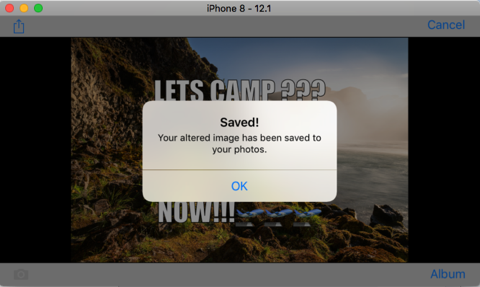 iPhone 8 - 12.1
Cancel
LETS CAMP ???
Saved!
Your altered image has been saved to
your photos.
OK
NOW!!!
Album